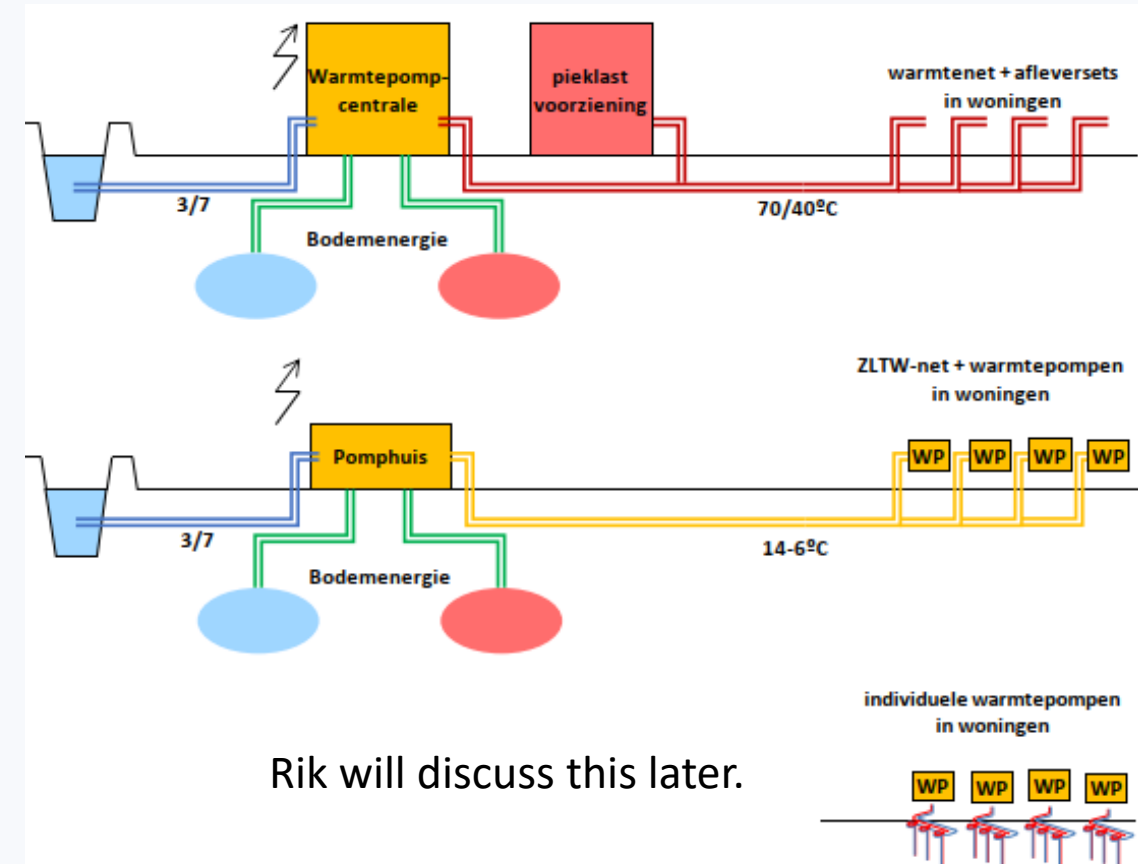 Warmtepomp-
centrale
pieklast
voorziening
warmtenet + afleversets
in woningen
3/7
70/40ºC
Bodemenergie
ZLTW-net + warmtepompen
in woningen
Pomphuis
WP WP WP WP
3/7
14-6ºC
Bodemenergie
individuele warmtepompen
in woningen
Rik will discuss this later.
WP WP WP WP